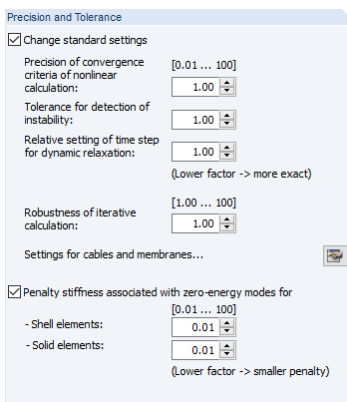 Precision and Tolerance
Change standard settings
Precision of convergence
criteria of nonlinear
calculation:
[0.01 ... 100]
1.00
Tolerance for detection of
instability:
1.00
Relative setting of time step
for dynamic relaxation:
1.00
(Lower factor -> more exact)
[1.00 ... 100]
Robustness of iterative
calculation:
1.00
Settings for cables and membranes...
Penalty stiffness associated with zero-energy modes for
[0.01 ... 100]
- Shell elements:
0.01
- Solid elements:
0.01
(Lower factor -> smaller penalty)